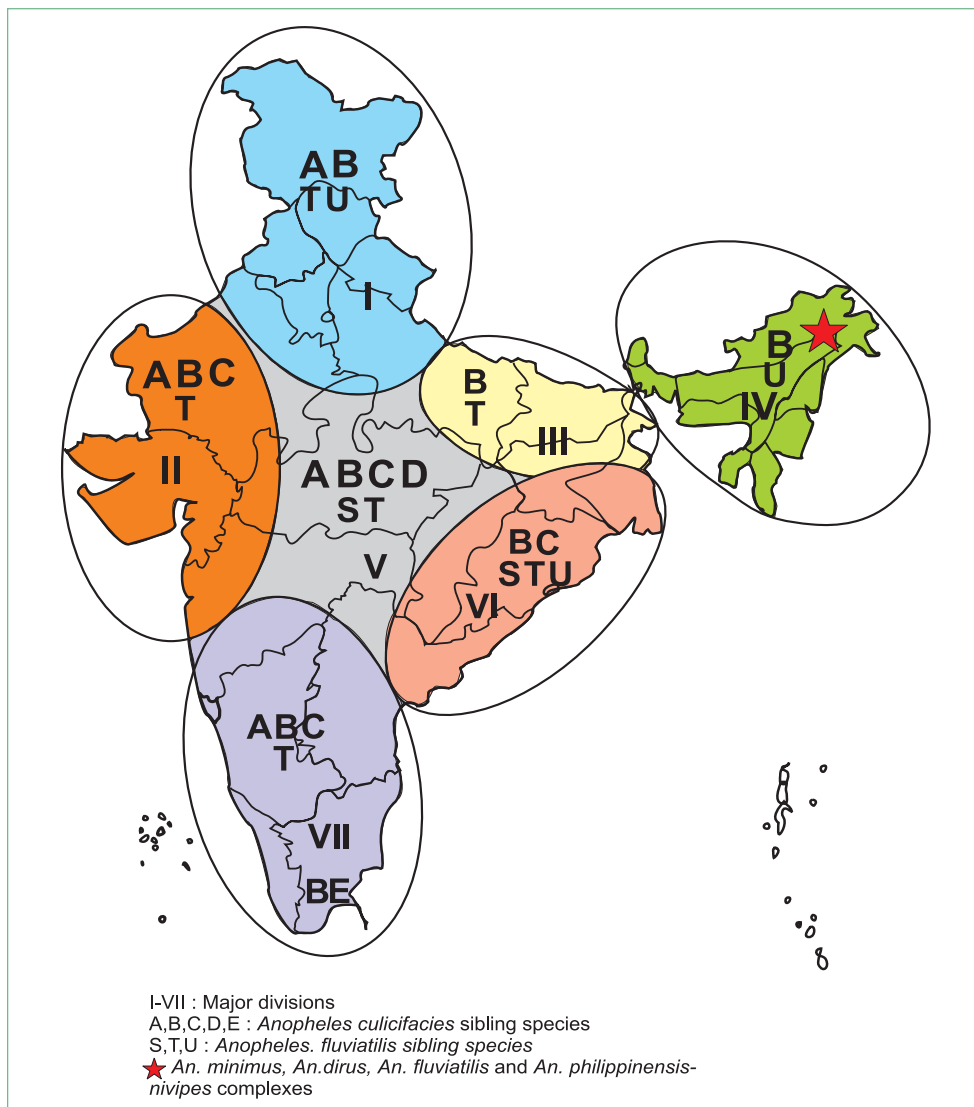 AB
TU
I
ABC
T
II
B
T
III
B
U
IV
ABCD
ST
V
BC
STU
VI
ABC
T
VII
BE
I-VII : Major divisions
A,B,C,D,E : Anopheles culicifacies sibling species
S,T,U : Anopheles. fluviatilis sibling species
An. minimus, An.dirus, An. fluviatilis and An. philippinensis-
nivipes complexes